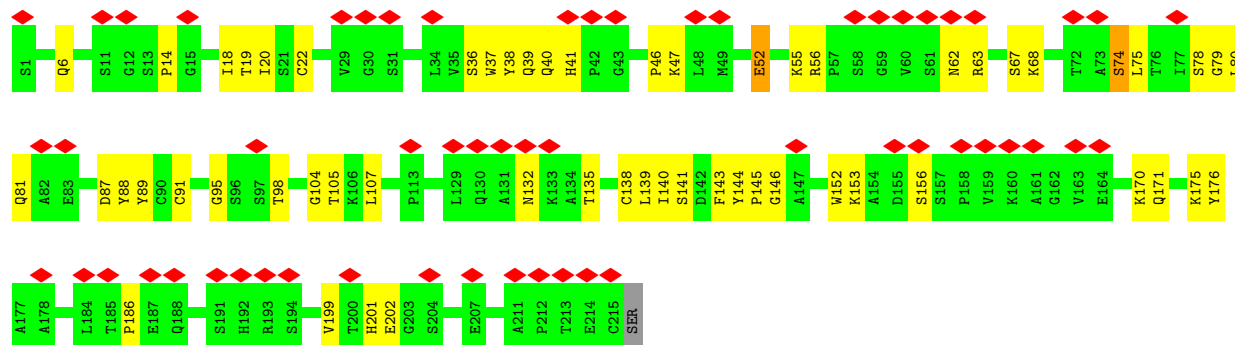 S1 Q6 S11 G12 S13 P14 G15 I18 T19 I20 S21 C22 V29 G30 S31 L34 V35 S36 W37 Y38 Q39 Q40 H41 P42 G43 P46 K47 L48 M49 E52 K55 R56 P57 S58 G59 V60 S61 N62 R63 S67 K68 T72 A73 S74 L75 T76 I77 S78 G79 L80
Q81 A82 E83 D87 Y88 Y89 C90 C91 G95 S96 S97 T98 G104 T105 K106 L107 P113 L129 Q130 A131 N132 K133 A134 T135 C138 L139 I140 S141 D142 F143 Y144 P145 G146 A147 W152 K153 A154 D155 S156 S157 P158 V159 K160 A161 G162 V163 E164 K170 Q171 K175 Y176
A177 A178 L184 T185 P186 E187 Q188 S191 H192 R193 S194 V199 T200 H201 E202 G203 S204 E207 A211 P212 T213 E214 C215 SER